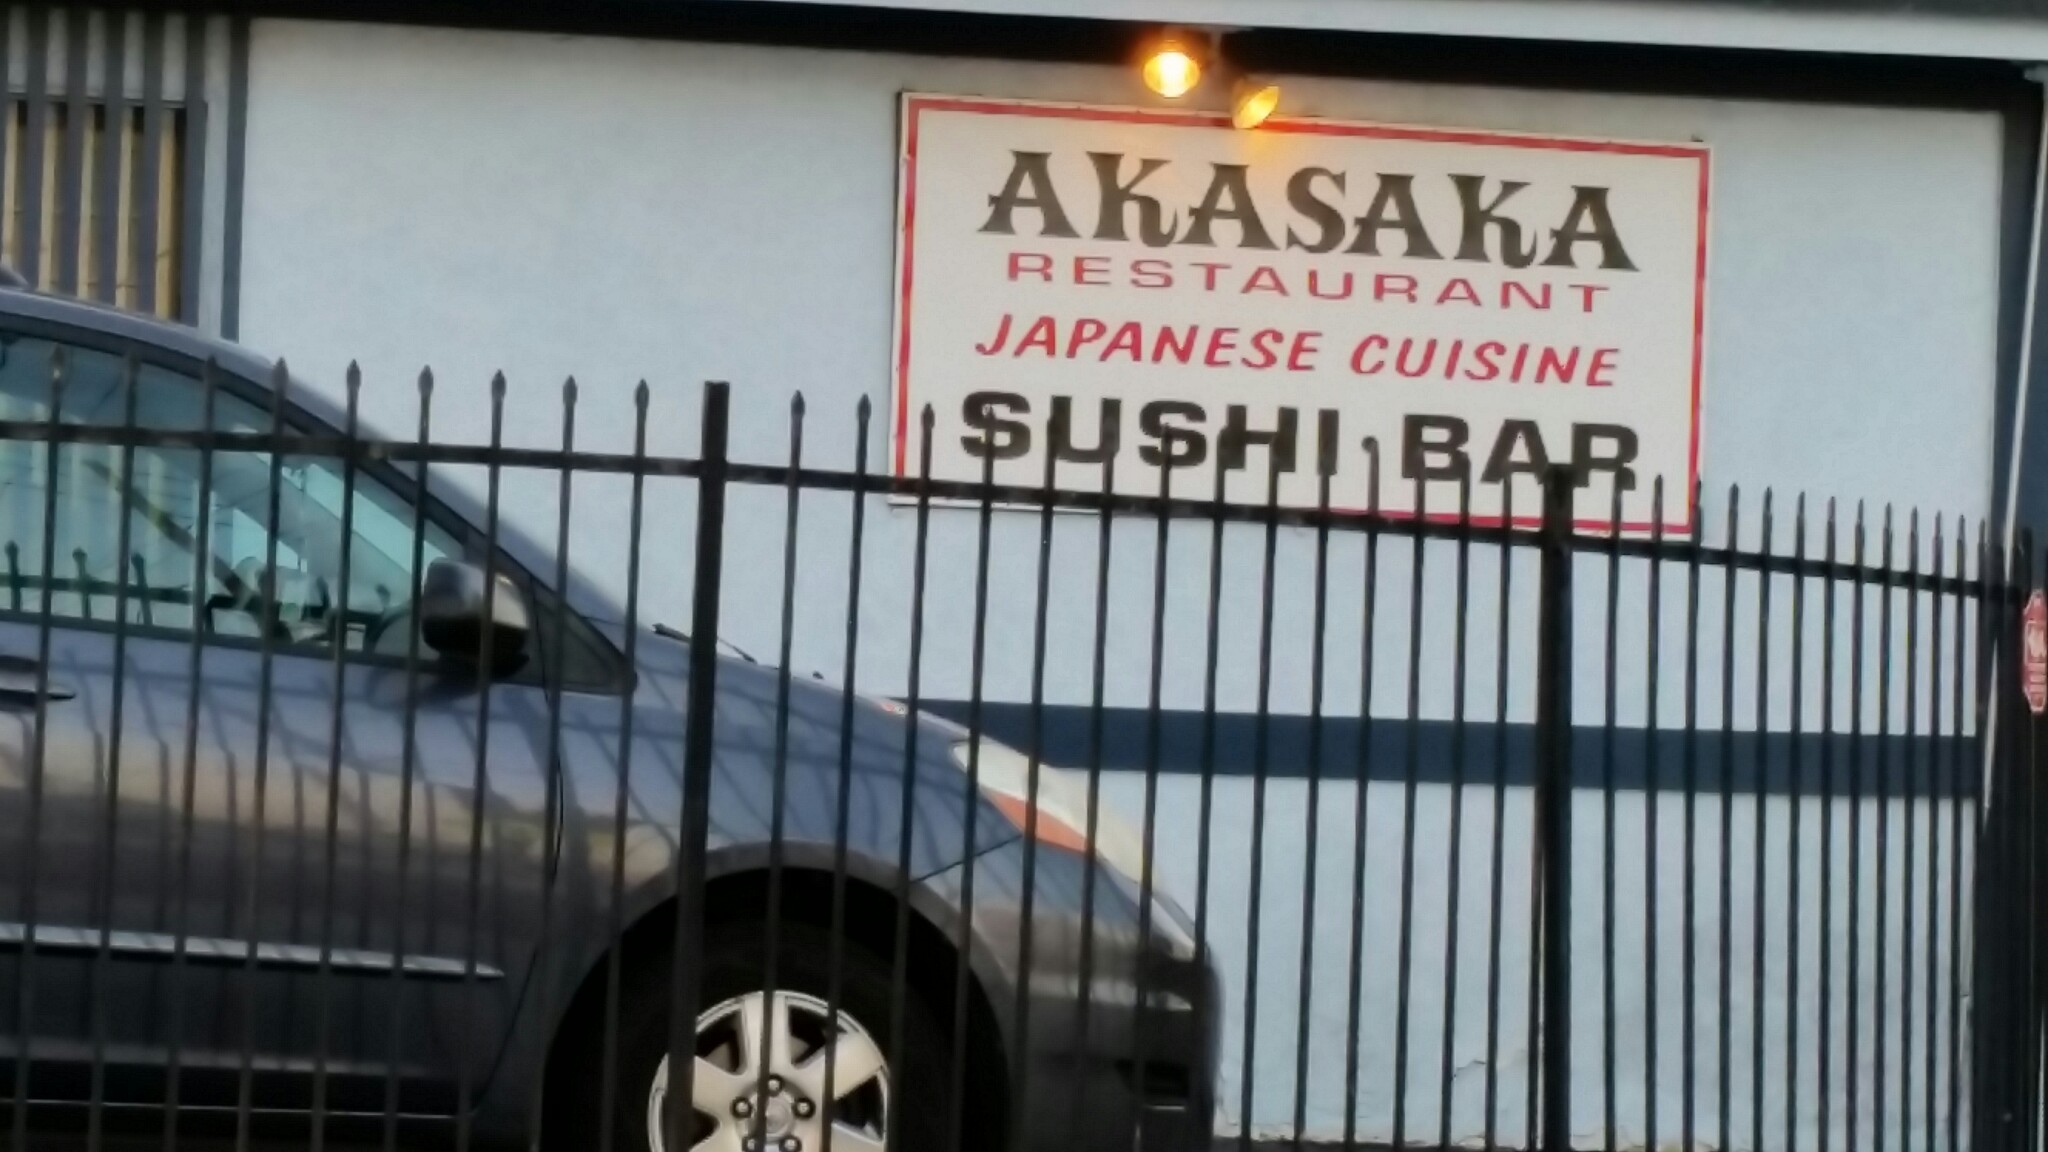 AKASAKA
RESTAURANT
JAPANESE CUISINE
SUSHI BAR